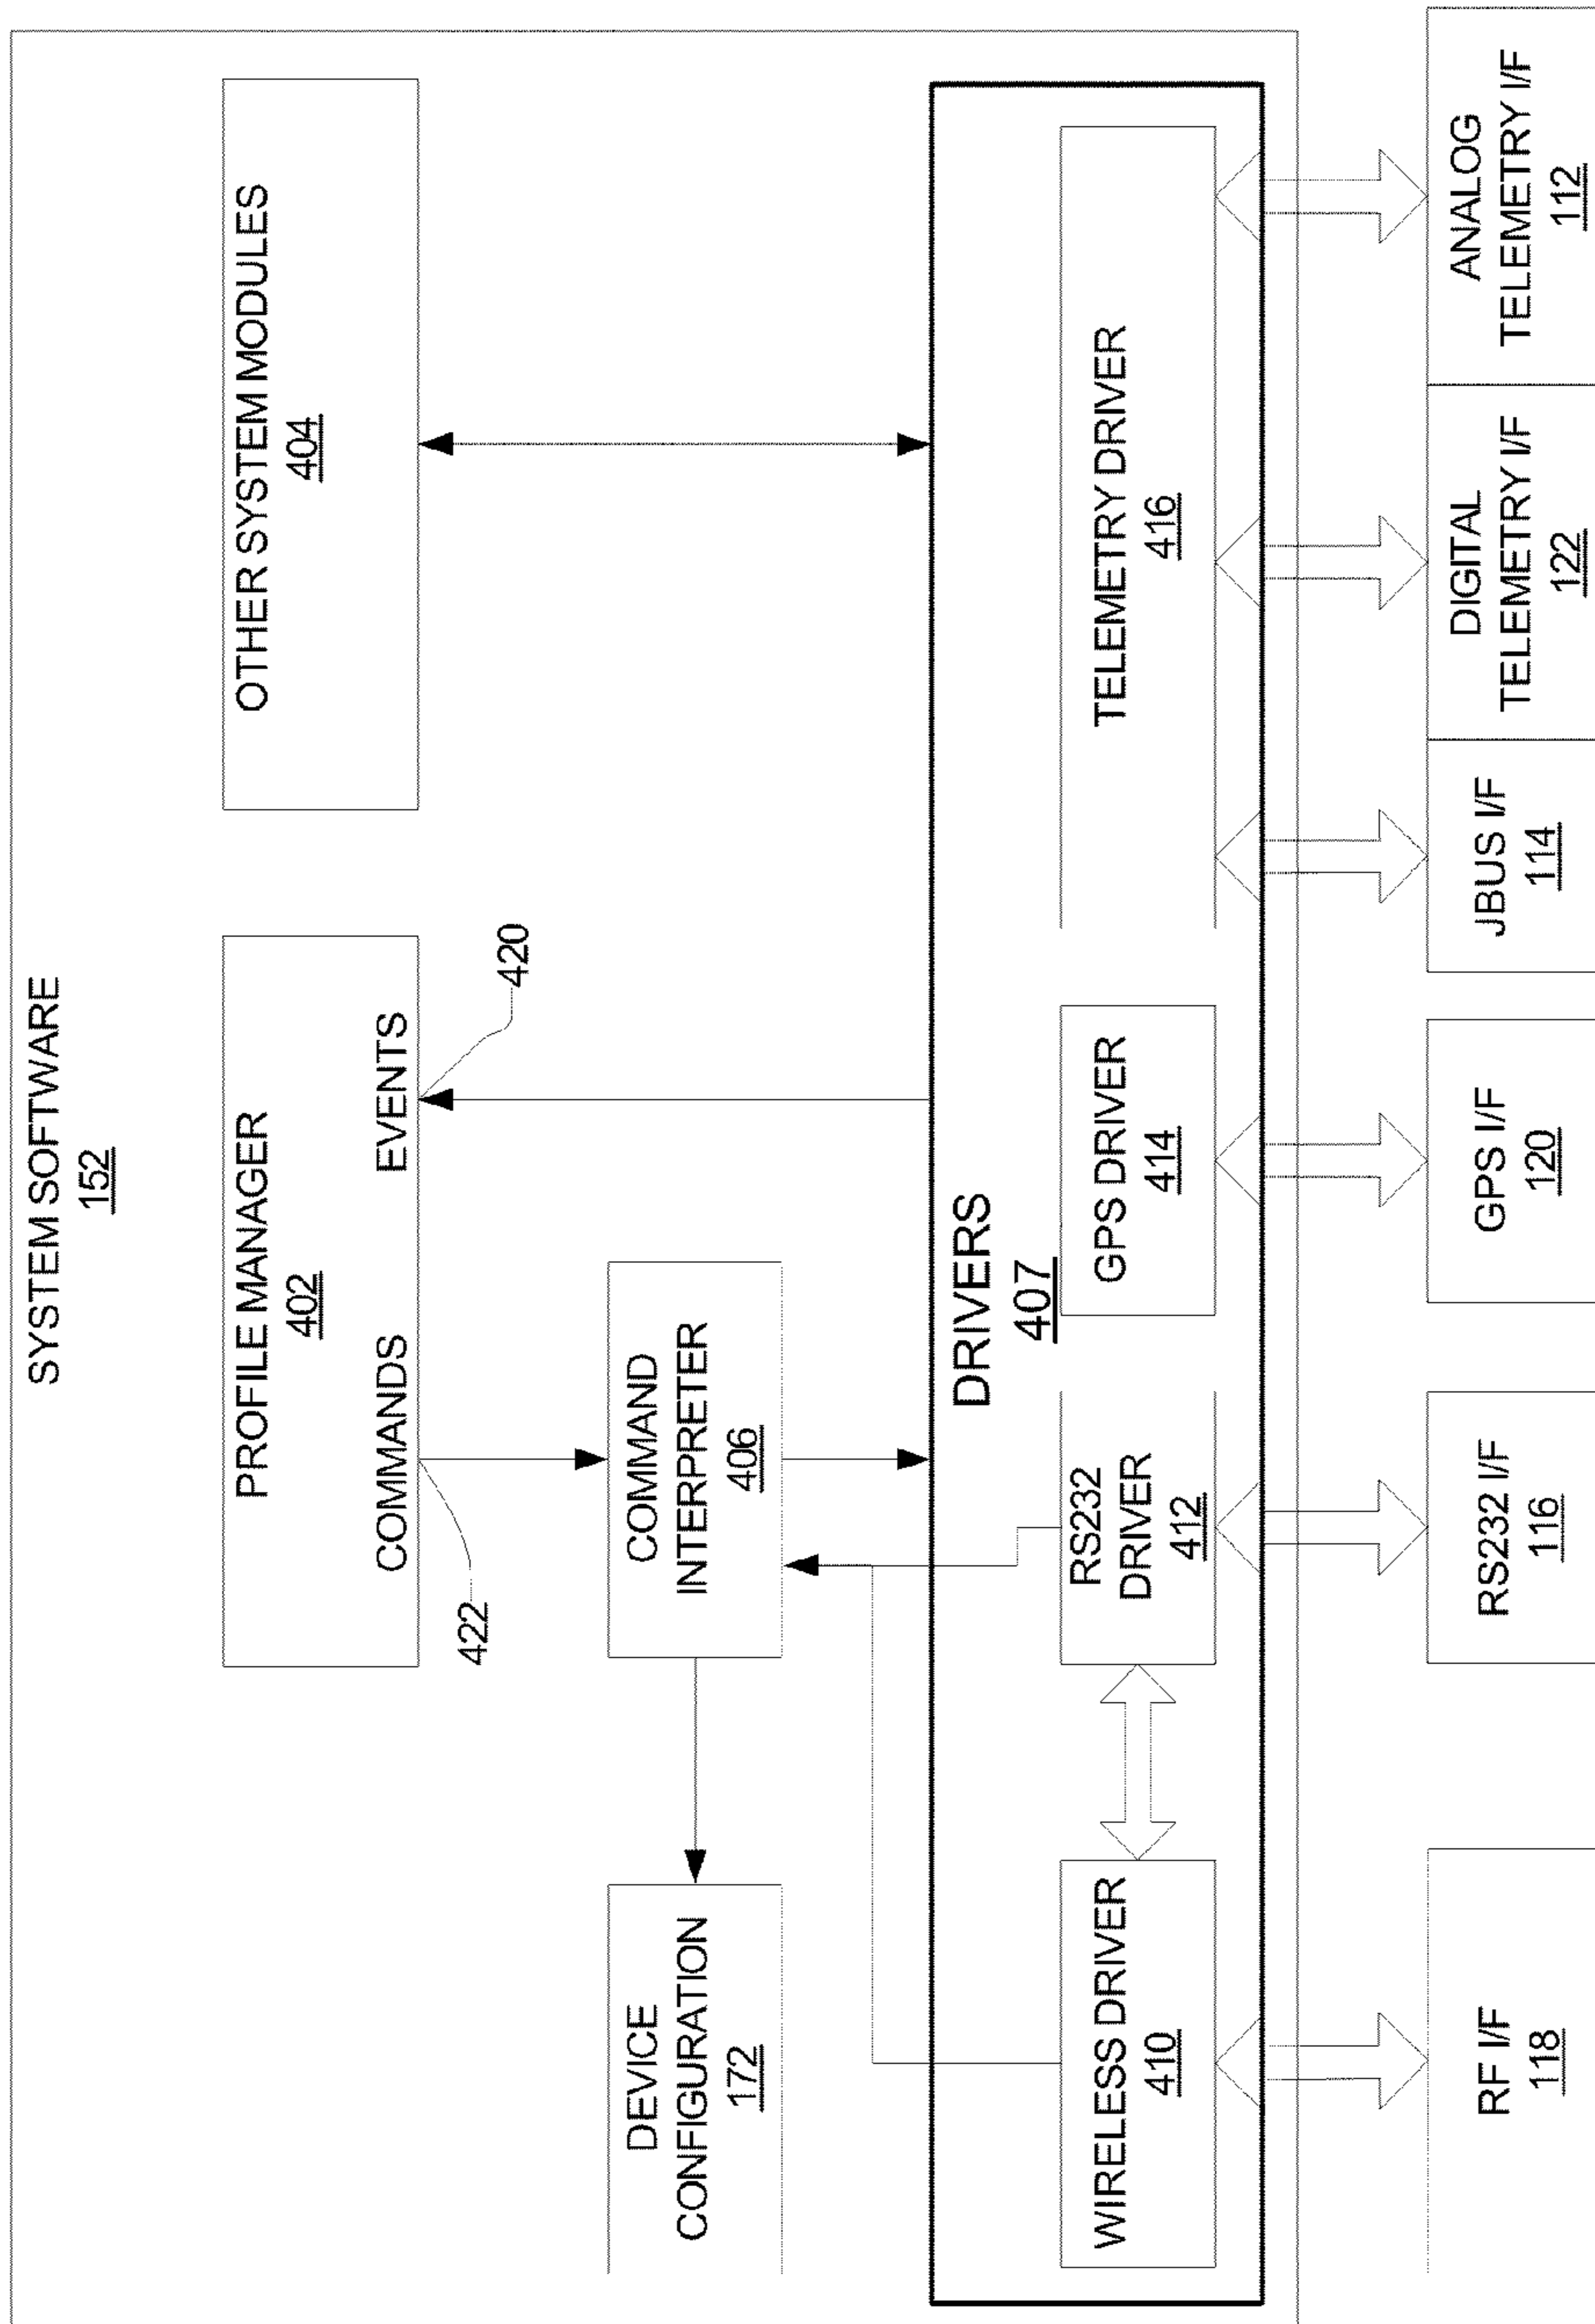 SYSTEM SOFTWARE
152
PROFILE MANAGER
402
COMMANDS
EVENTS
OTHER SYSTEM MODULES
404
422
420
DEVICE
CONFIGURATION
172
COMMAND
INTERPRETER
406
DRIVERS
407
WIRELESS DRIVER
410
RS232
DRIVER
412
GPS DRIVER
414
TELEMETRY DRIVER
416
RF I/F
118
RS232 I/F
116
GPS I/F
120
JBUS I/F
114
DIGITAL
TELEMETRY I/F
122
ANALOG
TELEMETRY I/F
112